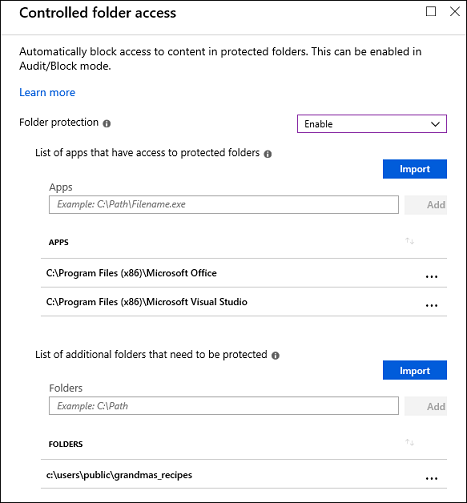 Controlled folder access
Automatically block access to content in protected folders. This can be enabled in
Audit/Block mode.
Learn more
Folder protection
Enable
List of apps that have access to protected folders
Import
Apps
Example: C:\Path\Filename.exe
Add
APPS
C:\Program Files (x86)\Microsoft Office
C:\Program Files (x86)\Microsoft Visual Studio
List of additional folders that need to be protected
Import
Folders
Example: C:\Path
Add
FOLDERS
c:\users\public\grandmas_recipes